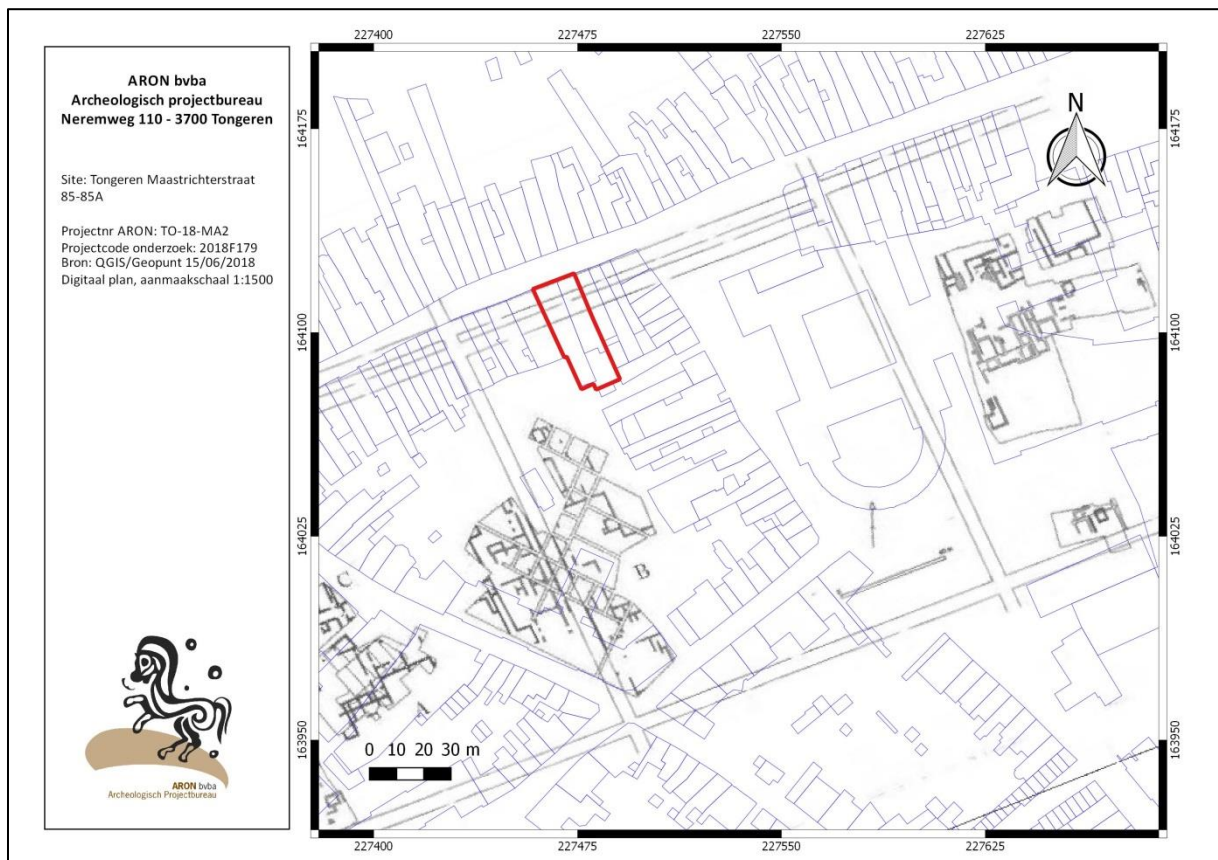 ARON bvba
Archeologisch projectbureau
Neremweg 110 - 3700 Tongeren
Site: Tongeren Maastrichterstraat
85-85A
Projectnr ARON: TO-18-MA2
Projectcode onderzoek: 2018F179
Bron: QGIS/Geopunt 15/06/2018
Digitaal plan, aanmaakschaal 1:1500
ARON bvba
Archeologisch Projectbureau
227400 227475 227550 227625
164175 164175
N
164100 164100
164025 164025
B
C
A
163950 163950
0 10 20 30 m
227400 227475 227550 227625